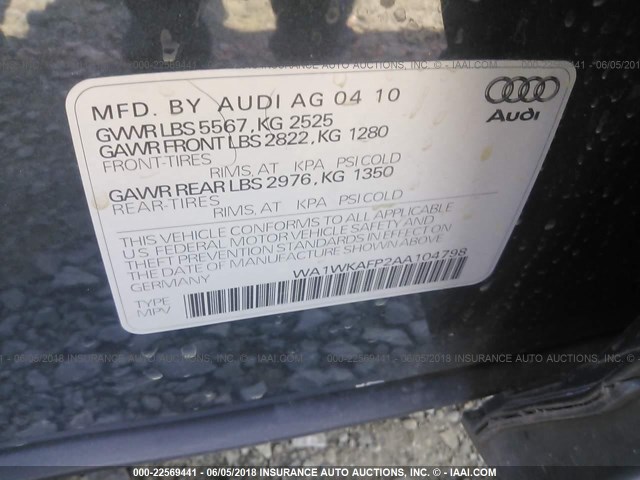 MFD. BY AUDI AG 04 10
GVWR LBS 5567, KG 2525
GAWR FRONT LBS 2822, KG 1280
FRONT-TIRES
RIMS, AT KPA PSI COLD
GAWR REAR LBS 2976, KG 1350
REAR-TIRES
RIMS, AT KPA PSI COLD
THIS VEHICLE CONFORMS TO ALL APPLICABLE
U.S. FEDERAL MOTOR VEHICLE SAFETY AND
BUMPER STANDARDS IN EFFECT ON
THE DATE OF MANUFACTURE SHOWN ABOVE
GERMANY
WA1WKAFP2AA104798
TYPE
MPV
Audi
000-22569441 - 06/05/2018 INSURANCE AUTO AUCTIONS - ©IAAI.COM